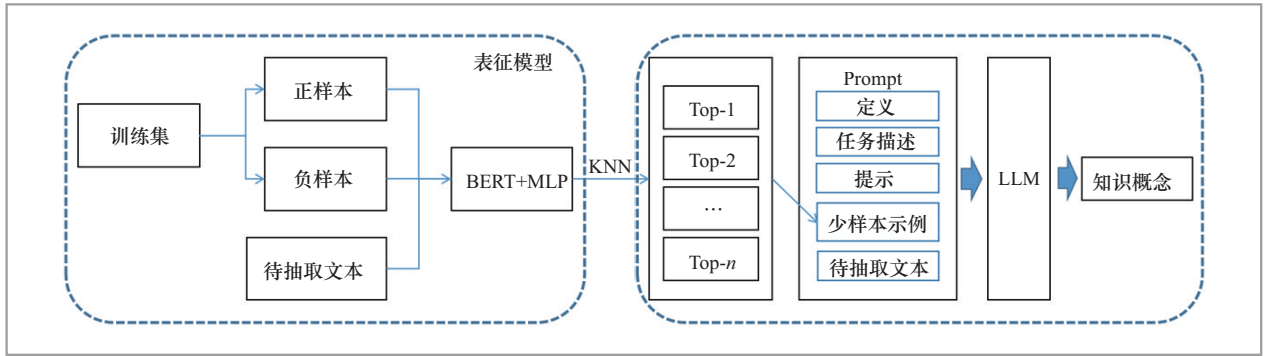 表征模型
训练集
正样本
负样本
待抽取文本
BERT+MLP
KNN
Top-1
Top-2
…
Top-n
Prompt
定义
任务描述
提示
少样本示例
待抽取文本
LLM
知识概念